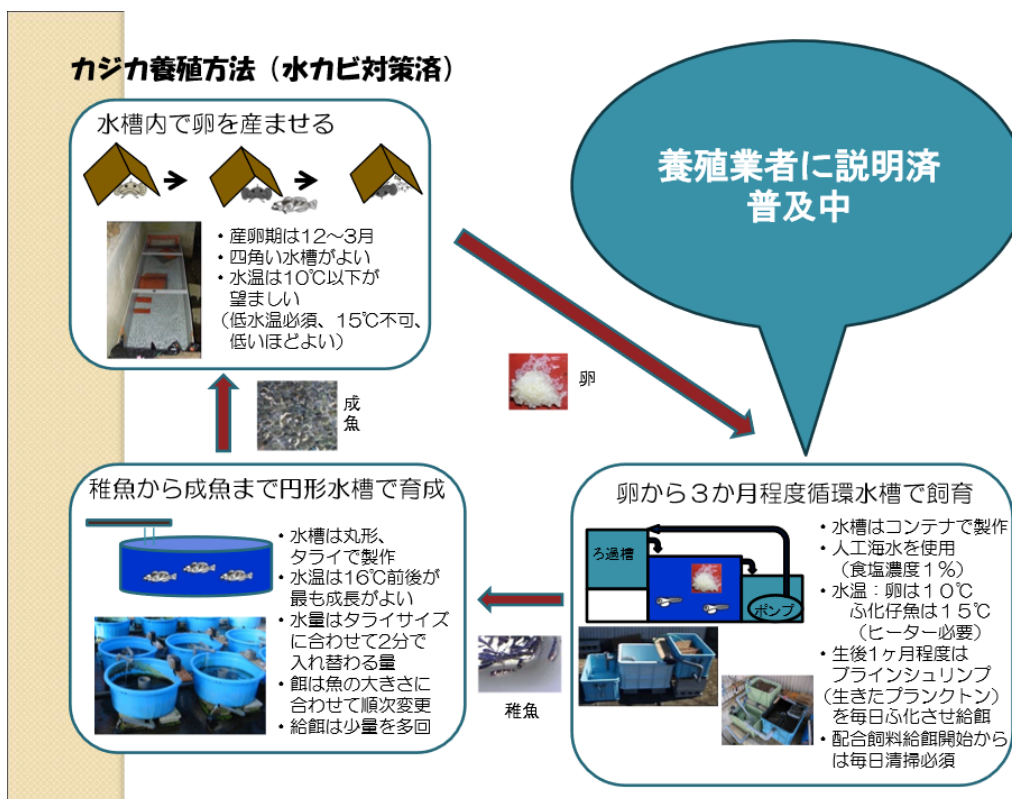 カジカ養殖方法（水カビ対策済）
水槽内で卵を産ませる
・産卵期は12～3月
・四角い水槽がよい
・水温は10℃以下が
望ましい
（低水温必須、15℃不可、
低いほどよい）
養殖業者に説明済
普及中
卵
成
魚
卵から３か月程度循環水槽で飼育
ろ過槽
ポンプ
・水槽はコンテナで製作
・人工海水を使用
（食塩濃度１％）
・水温：卵は１０℃
ふ化仔魚は１５℃
（ヒーター必要）
・生後1ヶ月程度は
ブラインシュリンプ
（生きたプランクトン）
を毎日ふ化させ給餌
・配合飼料給餌開始から
は毎日清掃必須
稚魚
稚魚から成魚まで円形水槽で育成
・水槽は丸形、
タライで製作
・水温は16℃前後が
最も成長がよい
・水量はタライサイズ
に合わせて2分で
入れ替わる量
・餌は魚の大きさに
合わせて順次変更
・給餌は少量を多回